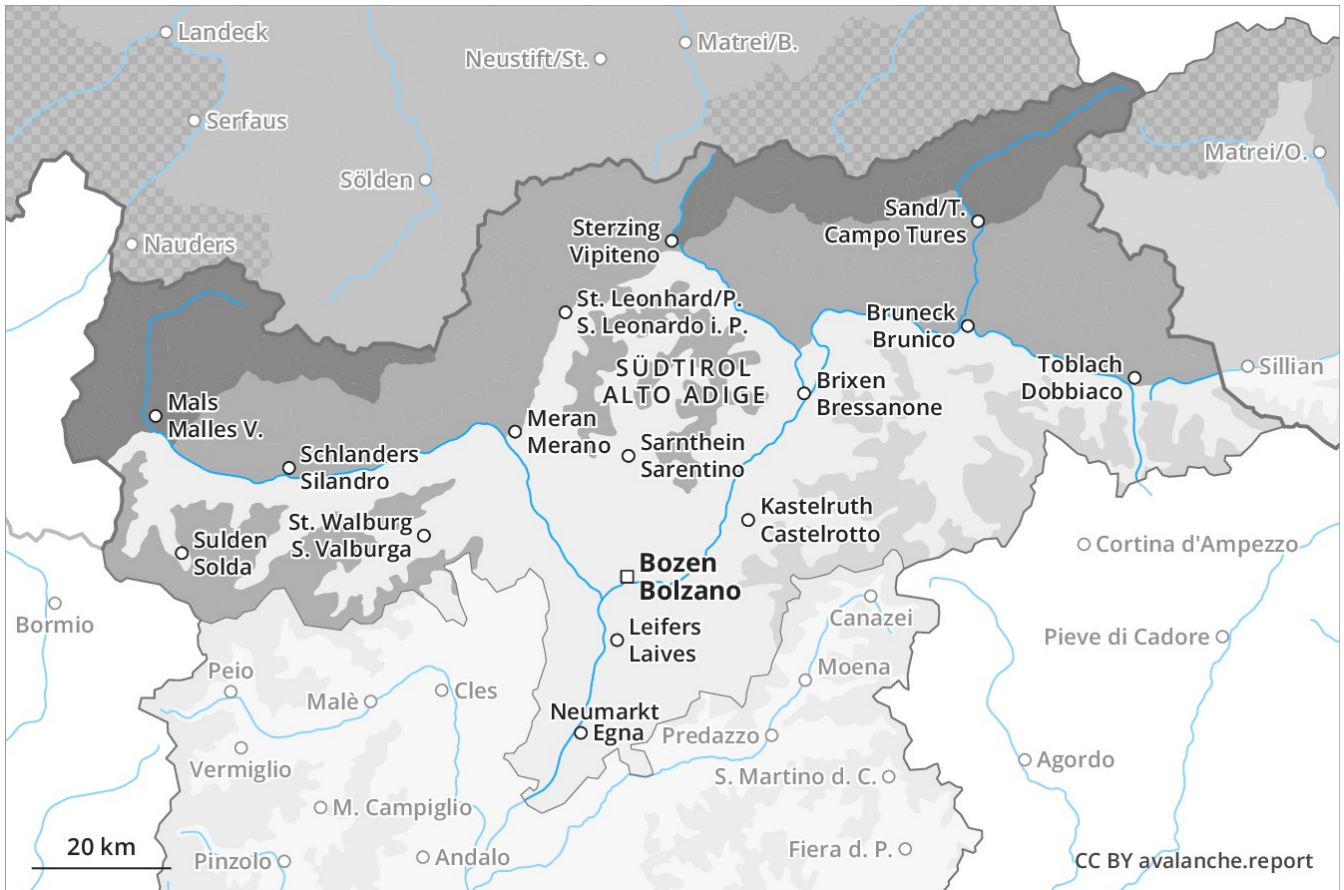 Landeck
Neustift/St.
Matrei/B.
Serfaus
Sölden
Matrei/O.
Nauders
Sterzing
Vipiteno
Sand/T.
Campo Tures
St. Leonhard/P.
S. Leonardo i. P.
Bruneck
Brunico
SÜDTIROL
ALTO ADIGE
Toblach
Dobbiaco
Sillian
Brixen
Bressanone
Mals
Malles V.
Meran
Merano
Sarnthein
Sarentino
Schlanders
Silandro
Kastelruth
Castelrotto
St. Walburg
S. Valburga
Sulden
Solda
Cortina d'Ampezzo
Bozen
Bolzano
Bormio
Canazei
Leifers
Laives
Pieve di Cadore
Peio
Moena
Malè
Cles
Neumarkt
Egna
Predazzo
Vermiglio
Agordo
S. Martino d. C.
M. Campiglio
20 km
Pinzolo
Andalo
Fiera d. P.
CC BY avalanche.report